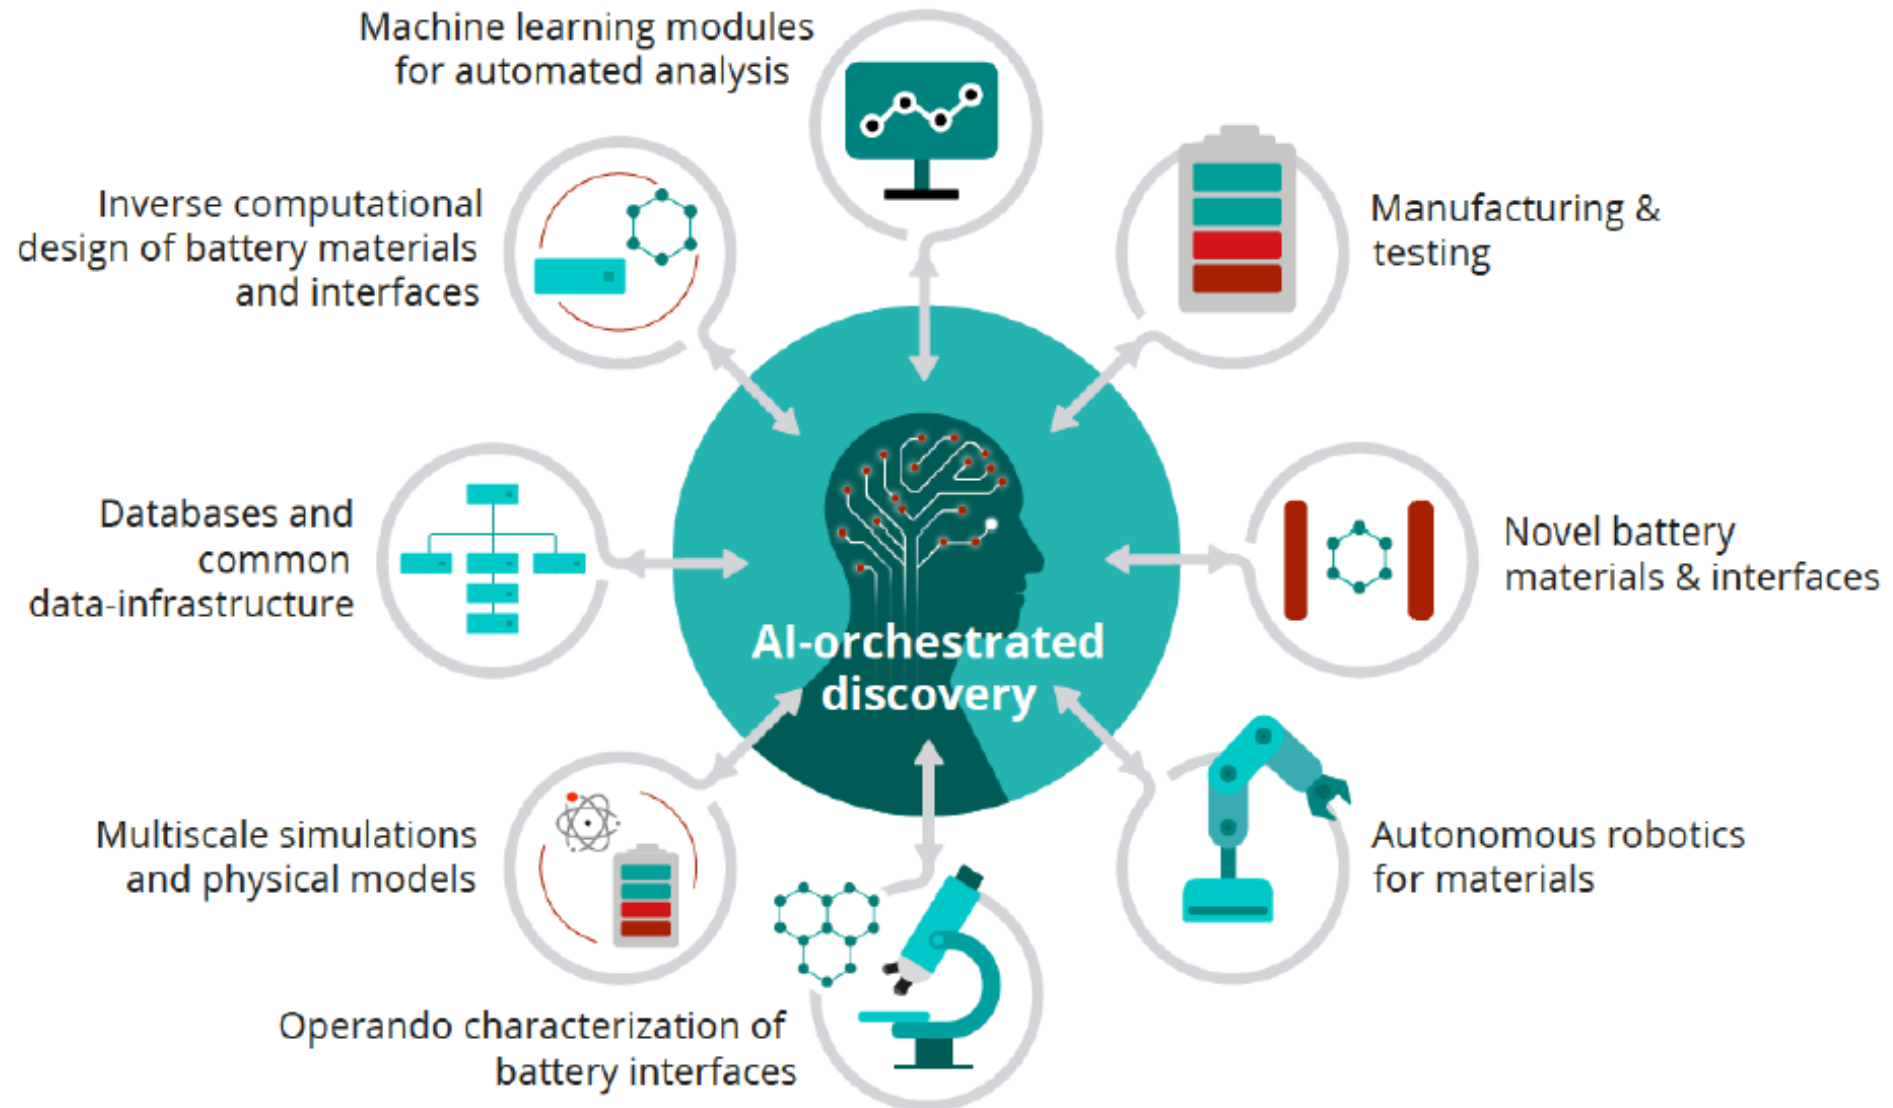 Machine learning modules
for automated analysis
Manufacturing &
testing
Inverse computational
design of battery materials
and interfaces
Databases and
common
data-infrastructure
Novel battery
materials & interfaces
AI-orchestrated
discovery
Multiscale simulations
and physical models
Autonomous robotics
for materials
Operando characterization of
battery interfaces